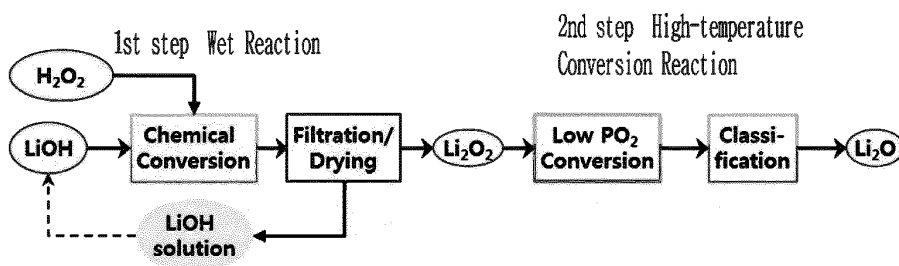 1st step Wet Reaction
2nd step High-temperature
Conversion Reaction
H₂O₂
LiOH
Chemical
Conversion
Filtration/
Drying
Li₂O₂
Low PO₂
Conversion
Classi-
fication
Li₂O
LiOH
solution